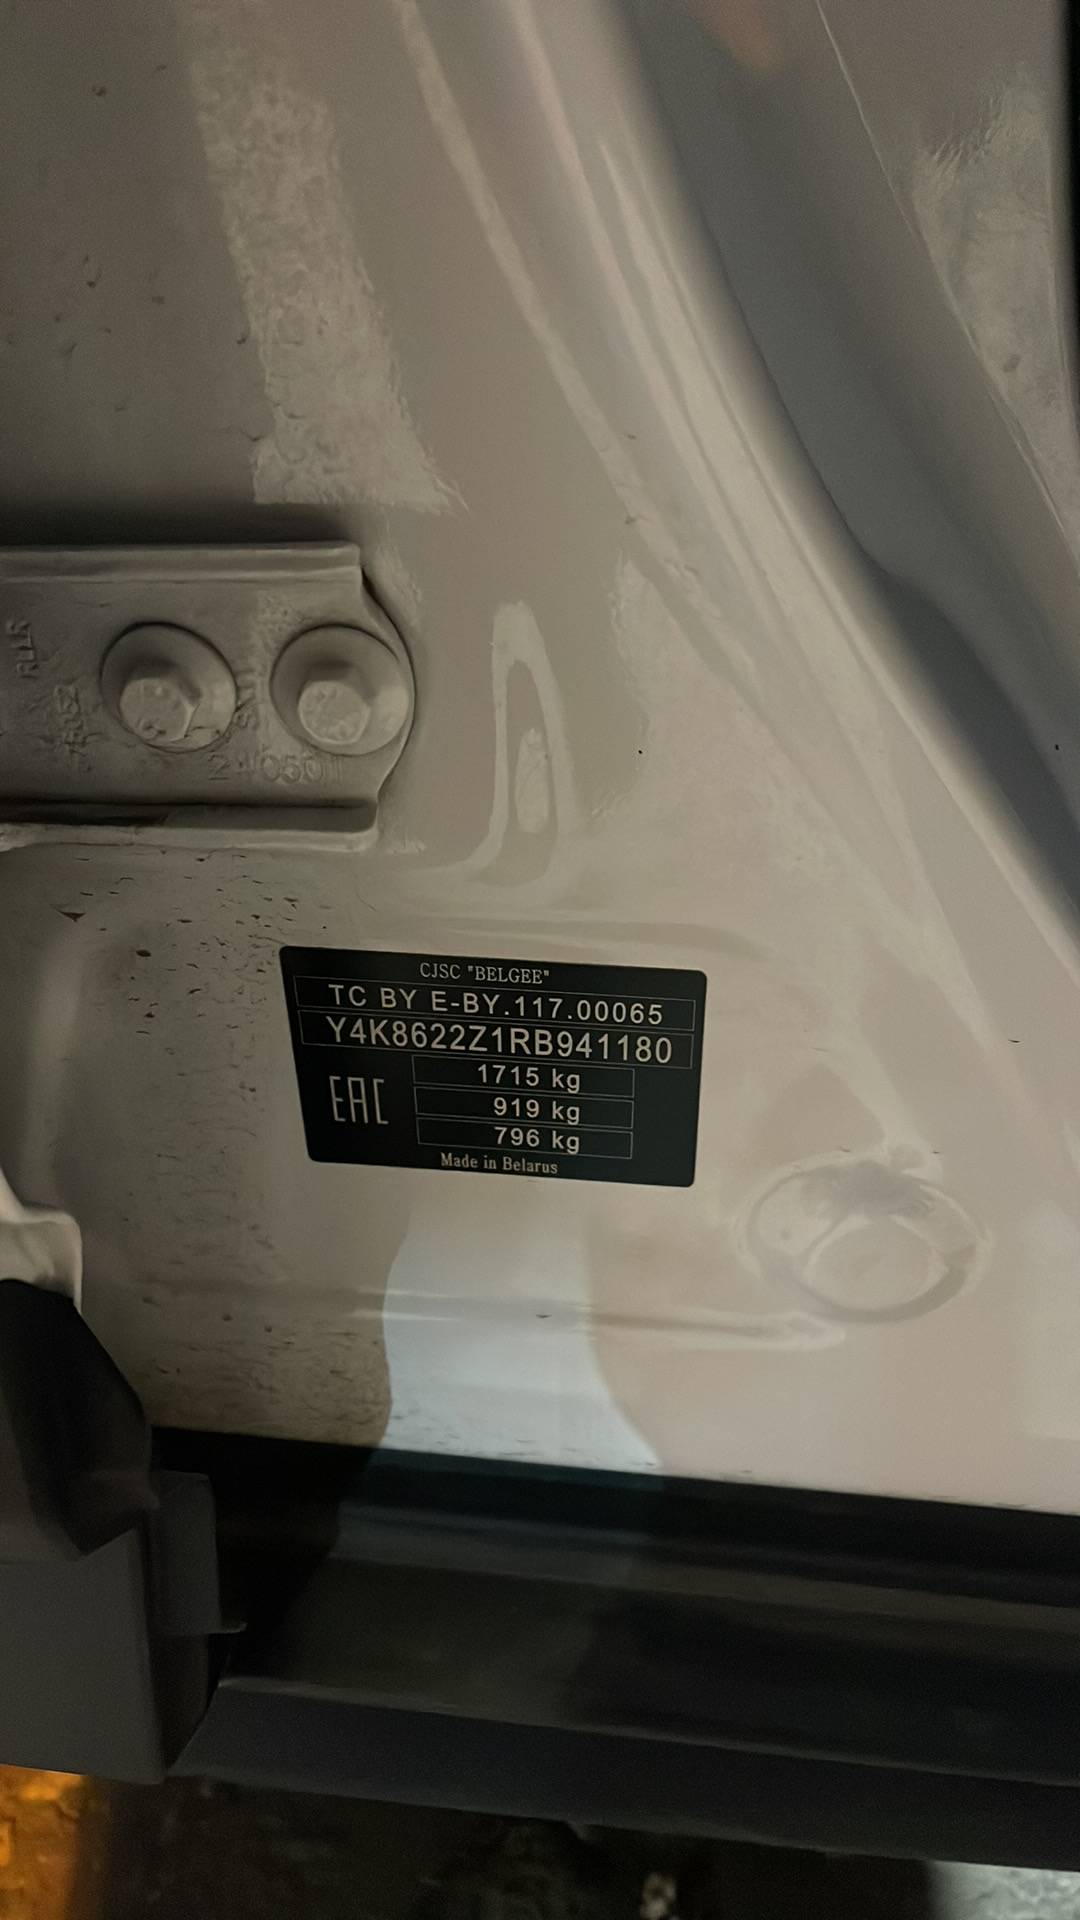 CJSC "BELGEE"
TC BY E-BY.117.00065
Y4K8622Z1RB941180
1715 kg
919 kg
796 kg
EAC
Made in Belarus